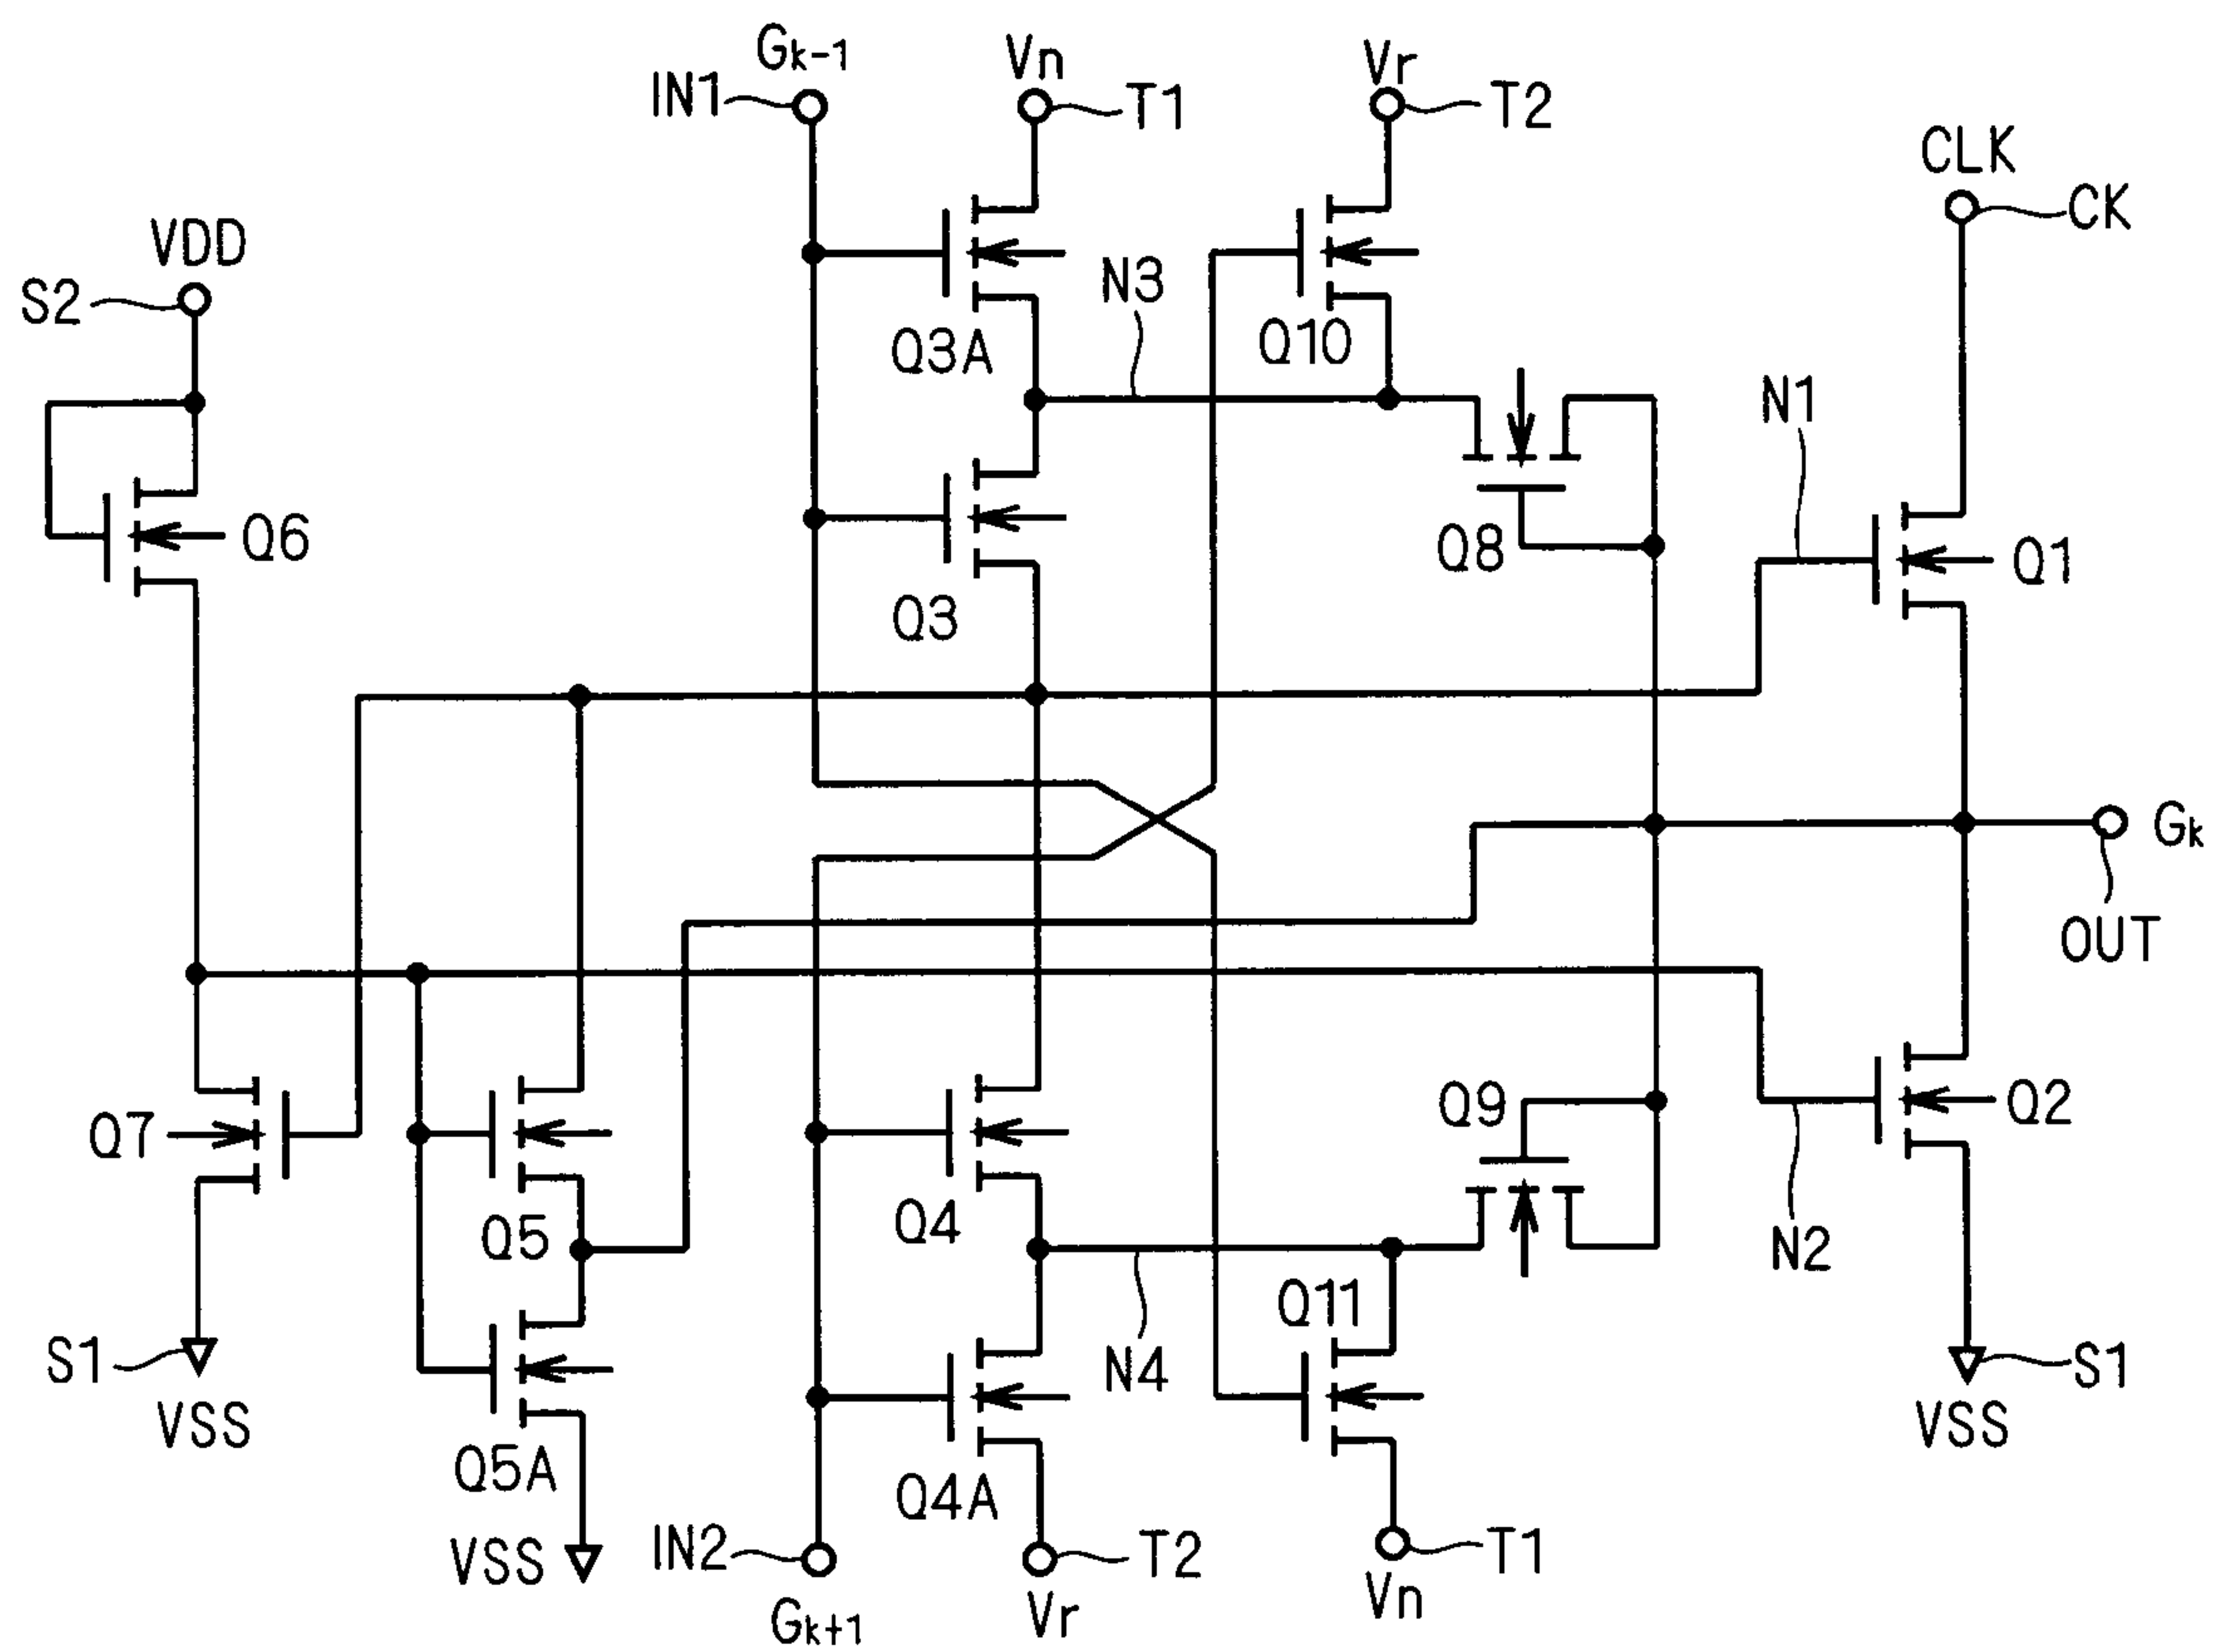 Gk-1
Vn
Vr
IN1
T1
T2
CLK
CK
VDD
S2
N3
Q3A
Q10
N1
Q6
Q8
Q1
Q3
Gk
OUT
Q7
Q9
Q2
Q5
Q4
N2
Q11
S1
N4
S1
VSS
VSS
Q5A
Q4A
VSS
IN2
T2
T1
Gk+1
Vr
Vn